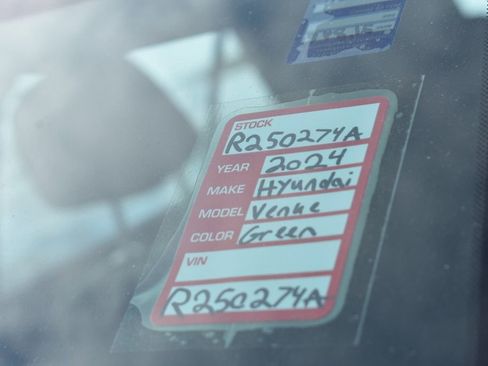 STOCK
R250274A
YEAR 2024
MAKE Hyundai
MODEL Venue
COLOR Green
VIN
R250274A